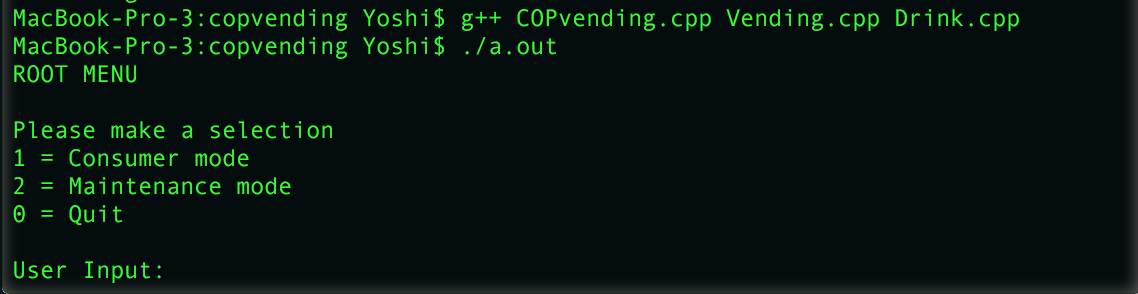 MacBook-Pro-3:copvending Yoshi$ g++ COPvending.cpp Vending.cpp Drink.cpp
MacBook-Pro-3:copvending Yoshi$ ./a.out
ROOT MENU
Please make a selection
1 = Consumer mode
2 = Maintenance mode
0 = Quit
User Input: